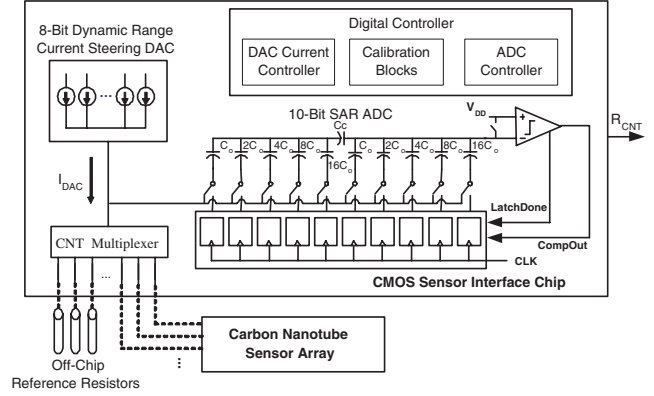 8-Bit Dynamic Range
Current Steering DAC
...
Digital Controller
DAC Current
Controller
Calibration
Blocks
ADC
Controller
10-Bit SAR ADC
Cc
V_DD
+
-
R_CNT
C_o 2C_o 4C_o 8C_o 16C_o C_o 2C_o 4C_o 8C_o 16C_o
I_DAC
LatchDone
CompOut
CLK
CNT Multiplexer
...
CMOS Sensor Interface Chip
Carbon Nanotube
Sensor Array
...
Off-Chip
Reference Resistors